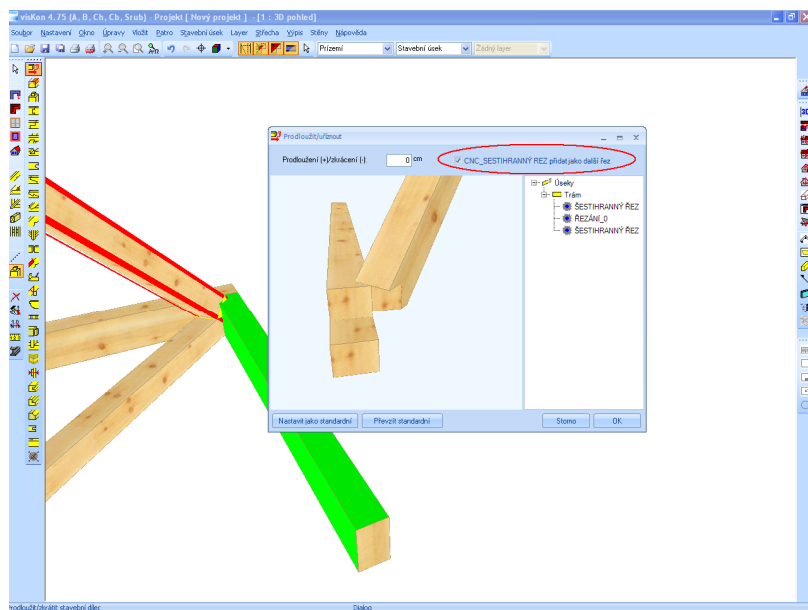 visKon 4.75 (A, B, Ch, Cb, Srub) - Projekt [ Nový projekt ] - [1 : 3D pohled]
Soubor Nastavení Okno Úpravy Vložit Patro Stavební úsek Layer Střecha Výpis Stěny Nápověda
Přízemí Stavební úsek Žádný layer
Prodloužit/uříznout
Prodloužení (+)/zkrácení (-): 0 cm CNC_SESTIHRANNÝ REZ přidat jako další řez
Úseky
Trám
ŠESTIHRANNÝ ŘEZ
ŘEZÁNÍ_0
ŠESTIHRANNÝ ŘEZ
Nastavit jako standardní Převzít standardní Storno OK
Prodloužit/zkrátit stavební dílec Dialog